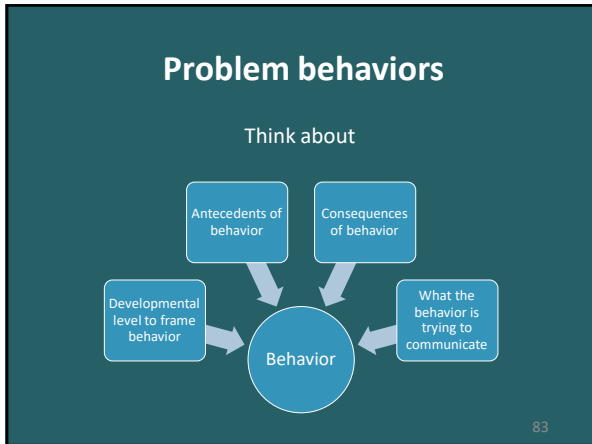 Problem behaviors
Think about
Antecedents of
behavior
Consequences
of behavior
Developmental
level to frame
behavior
What the
behavior is
trying to
communicate
Behavior
83